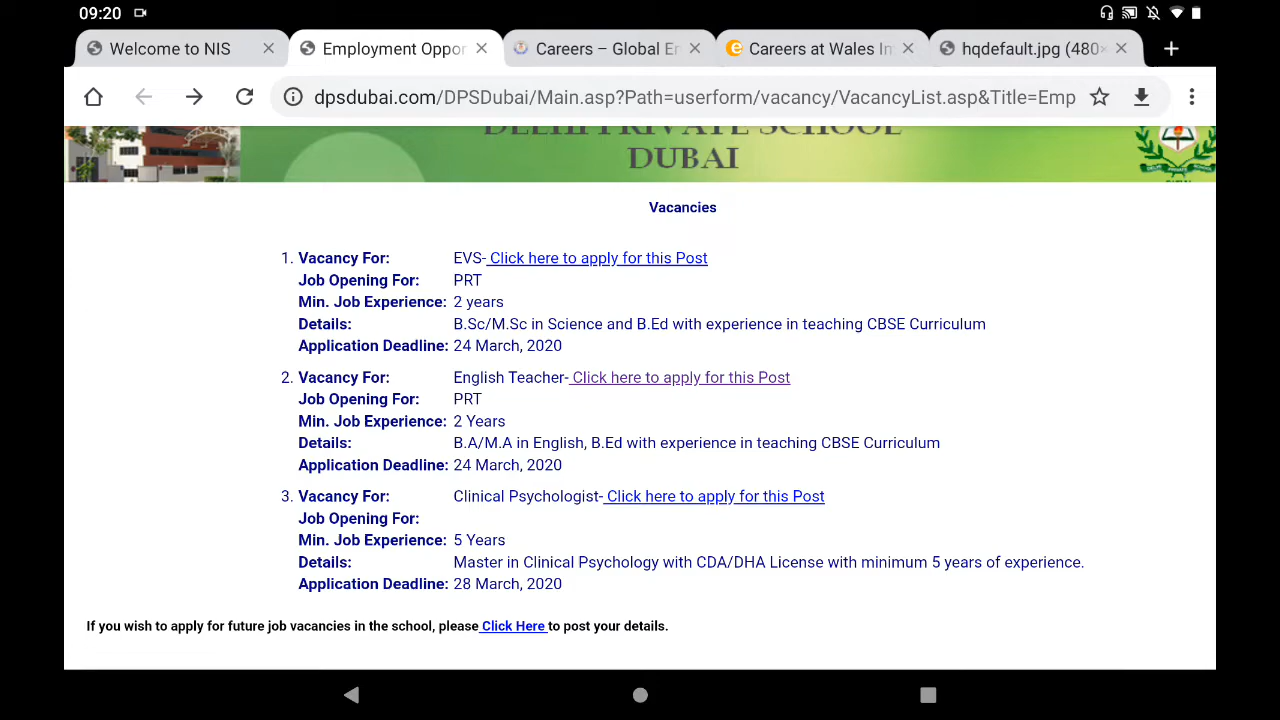 09:20
Welcome to NIS
Employment Oppor
Careers – Global En
Careers at Wales In
hqdefault.jpg (480×
dpsdubai.com/DPSDubai/Main.asp?Path=userform/vacancy/VacancyList.asp&Title=Emp
DELHI PRIVATE SCHOOL
DUBAI
Vacancies
1. Vacancy For: EVS- Click here to apply for this Post
Job Opening For: PRT
Min. Job Experience: 2 years
Details: B.Sc/M.Sc in Science and B.Ed with experience in teaching CBSE Curriculum
Application Deadline: 24 March, 2020
2. Vacancy For: English Teacher- Click here to apply for this Post
Job Opening For: PRT
Min. Job Experience: 2 Years
Details: B.A/M.A in English, B.Ed with experience in teaching CBSE Curriculum
Application Deadline: 24 March, 2020
3. Vacancy For: Clinical Psychologist- Click here to apply for this Post
Job Opening For:
Min. Job Experience: 5 Years
Details: Master in Clinical Psychology with CDA/DHA License with minimum 5 years of experience.
Application Deadline: 28 March, 2020
If you wish to apply for future job vacancies in the school, please Click Here to post your details.